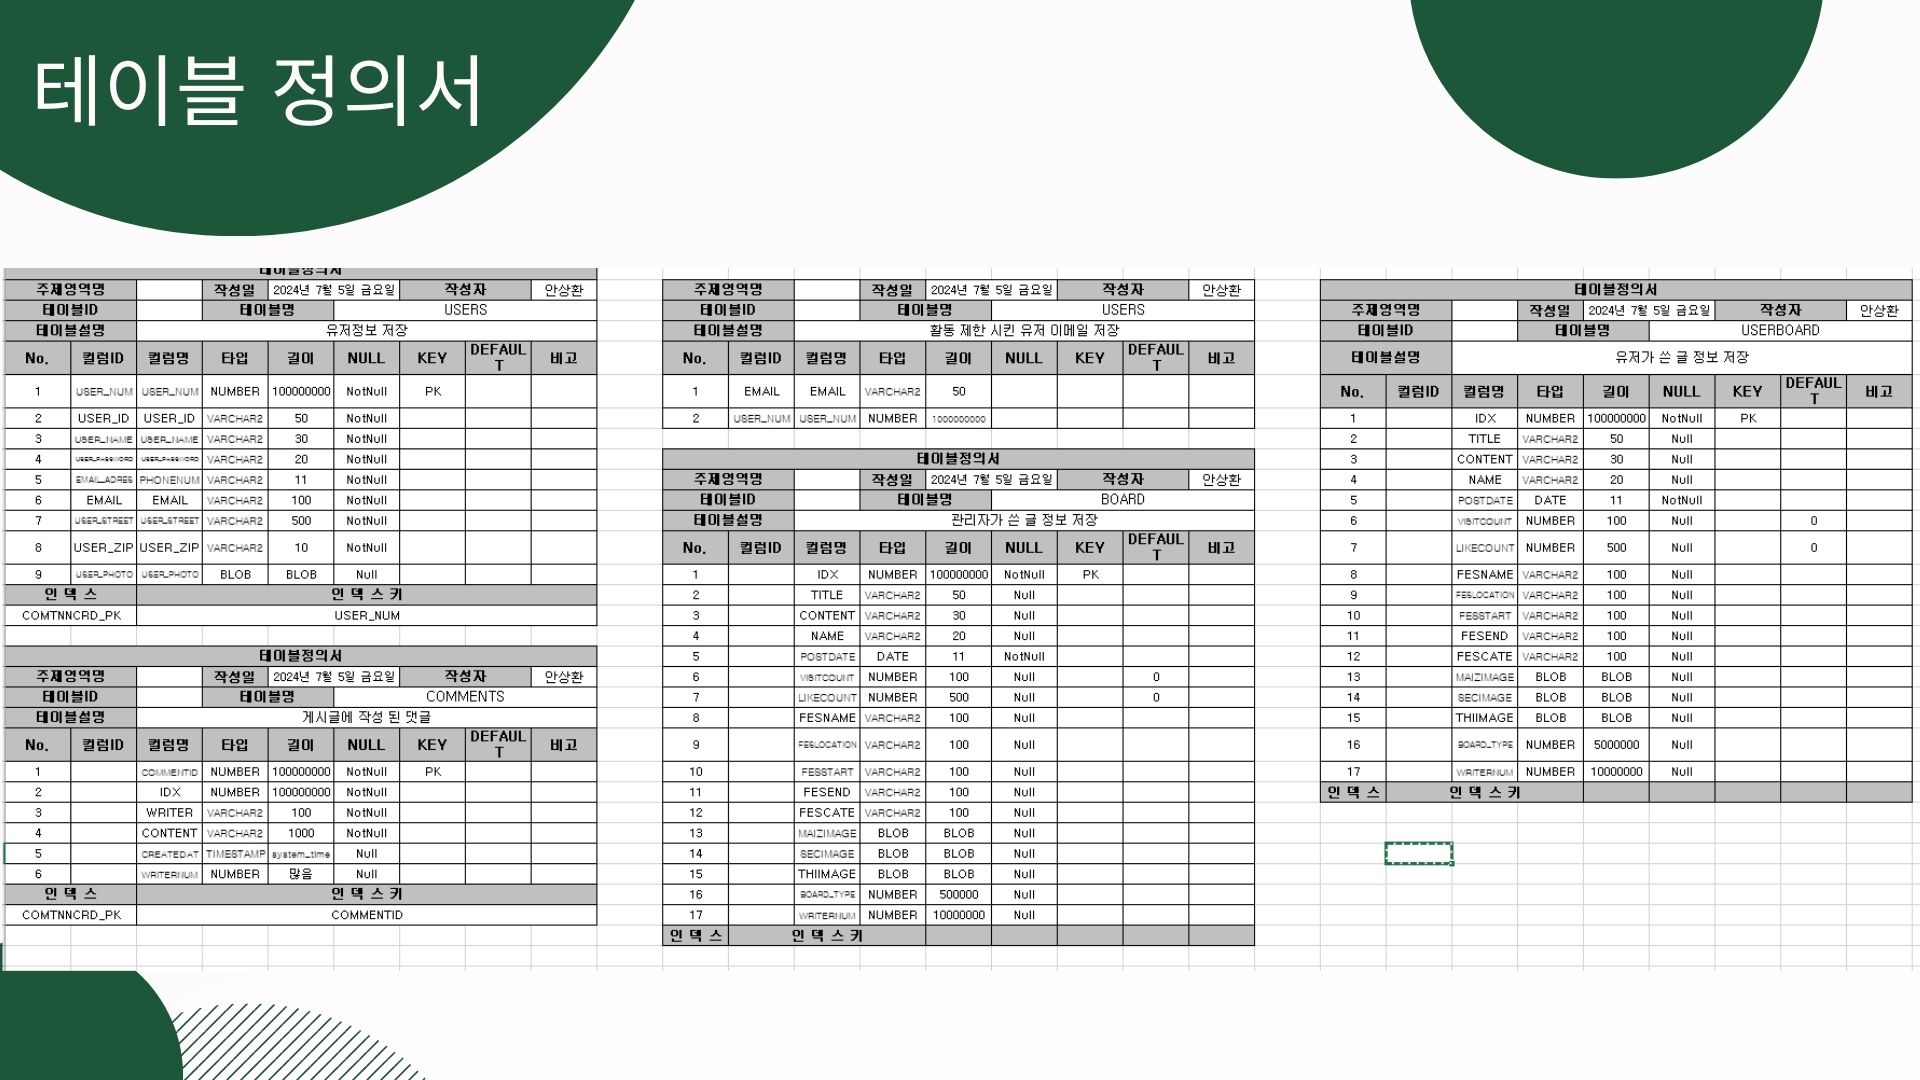 테이블 정의서
테이블정의서
주제영역명 작성일 2024년 7월 5일 금요일 작성자 안상환
테이블ID 테이블명 USERS
테이블설명 유저정보 저장
No. 컬럼ID 컬럼명 타입 길이 NULL KEY DEFAULT 비고
1 USER_NUM USER_NUM NUMBER 100000000 NotNull PK
2 USER_ID USER_ID VARCHAR2 50 NotNull
3 USER_NAME USER_NAME VARCHAR2 30 NotNull
4 USER_PASSWORD USER_PASSWORD VARCHAR2 20 NotNull
5 EMAIL_ADRES PHONENUM VARCHAR2 11 NotNull
6 EMAIL EMAIL VARCHAR2 100 NotNull
7 USER_STREET USER_STREET VARCHAR2 500 NotNull
8 USER_ZIP USER_ZIP VARCHAR2 10 NotNull
9 USER_PHOTO USER_PHOTO BLOB BLOB Null
인 덱 스 인 덱 스 키
COMTNNCRD_PK USER_NUM
테이블정의서
주제영역명 작성일 2024년 7월 5일 금요일 작성자 안상환
테이블ID 테이블명 COMMENTS
테이블설명 게시글에 작성 된 댓글
No. 컬럼ID 컬럼명 타입 길이 NULL KEY DEFAULT 비고
1 COMMENTID NUMBER 100000000 NotNull PK
2 IDX NUMBER 100000000 NotNull
3 WRITER VARCHAR2 100 NotNull
4 CONTENT VARCHAR2 1000 NotNull
5 CREATEDAT TIMESTAMP system_time Null
6 WRITERNUM NUMBER 많음 Null
인 덱 스 인 덱 스 키
COMTNNCRD_PK COMMENTID
주제영역명 작성일 2024년 7월 5일 금요일 작성자 안상환
테이블ID 테이블명 USERS
테이블설명 활동 제한 시킨 유저 이메일 저장
No. 컬럼ID 컬럼명 타입 길이 NULL KEY DEFAULT 비고
1 EMAIL EMAIL VARCHAR2 50
2 USER_NUM USER_NUM NUMBER 1000000000
테이블정의서
주제영역명 작성일 2024년 7월 5일 금요일 작성자 안상환
테이블ID 테이블명 BOARD
테이블설명 관리자가 쓴 글 정보 저장
No. 컬럼ID 컬럼명 타입 길이 NULL KEY DEFAULT 비고
1 IDX NUMBER 100000000 NotNull PK
2 TITLE VARCHAR2 50 Null
3 CONTENT VARCHAR2 30 Null
4 NAME VARCHAR2 20 Null
5 POSTDATE DATE 11 NotNull
6 VISITCOUNT NUMBER 100 Null 0
7 LIKECOUNT NUMBER 500 Null 0
8 FESNAME VARCHAR2 100 Null
9 FESLOCATION VARCHAR2 100 Null
10 FESSTART VARCHAR2 100 Null
11 FESEND VARCHAR2 100 Null
12 FESCATE VARCHAR2 100 Null
13 MAIZIMAGE BLOB BLOB Null
14 SECIMAGE BLOB BLOB Null
15 THIIMAGE BLOB BLOB Null
16 BOARD_TYPE NUMBER 500000 Null
17 WRITERNUM NUMBER 10000000 Null
인 덱 스 인 덱 스 키
테이블정의서
주제영역명 작성일 2024년 7월 5일 금요일 작성자 안상환
테이블ID 테이블명 USERBOARD
테이블설명 유저가 쓴 글 정보 저장
No. 컬럼ID 컬럼명 타입 길이 NULL KEY DEFAULT 비고
1 IDX NUMBER 100000000 NotNull PK
2 TITLE VARCHAR2 50 Null
3 CONTENT VARCHAR2 30 Null
4 NAME VARCHAR2 20 Null
5 POSTDATE DATE 11 NotNull
6 VISITCOUNT NUMBER 100 Null 0
7 LIKECOUNT NUMBER 500 Null 0
8 FESNAME VARCHAR2 100 Null
9 FESLOCATION VARCHAR2 100 Null
10 FESSTART VARCHAR2 100 Null
11 FESEND VARCHAR2 100 Null
12 FESCATE VARCHAR2 100 Null
13 MAIZIMAGE BLOB BLOB Null
14 SECIMAGE BLOB BLOB Null
15 THIIMAGE BLOB BLOB Null
16 BOARD_TYPE NUMBER 5000000 Null
17 WRITERNUM NUMBER 10000000 Null
인 덱 스 인 덱 스 키